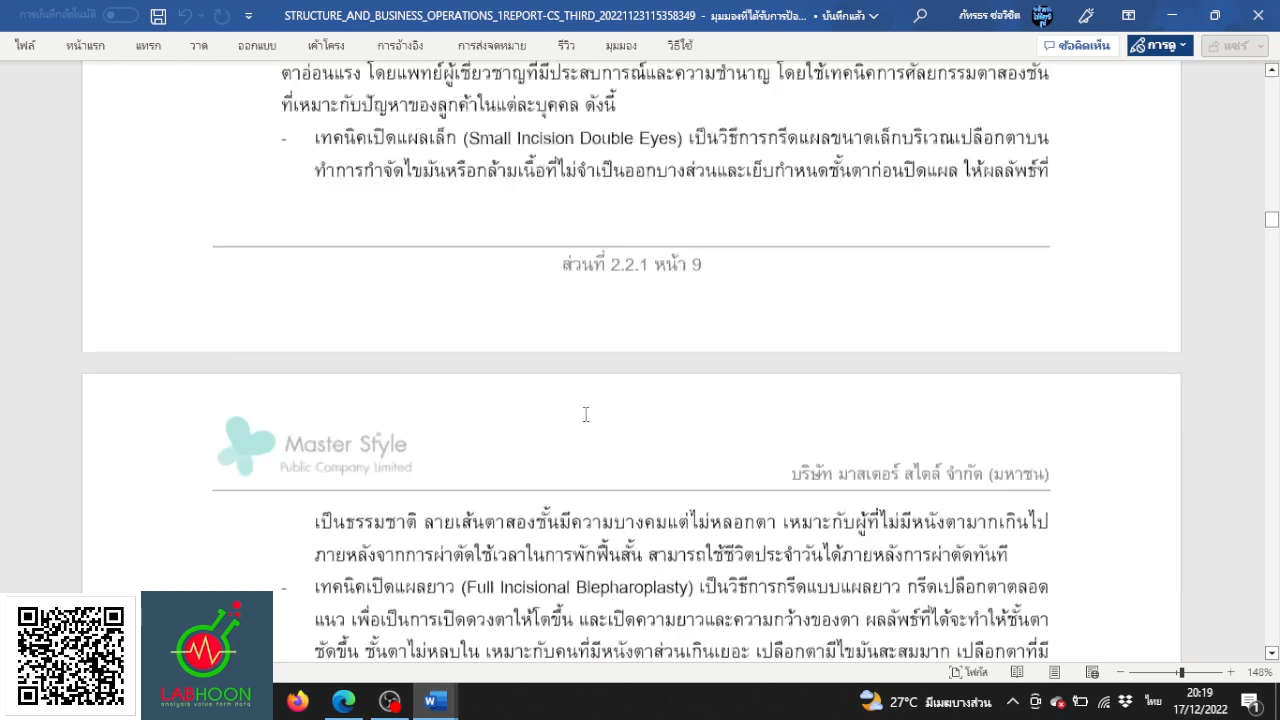 การบันทึกอัตโนมัติ
STRUCTURE_AND_BUSINESS_OPERATIONS_1REPORT-CS_THIRD_20221123115358349 - มุมมองที่ได้รับการป้อ... • บันทึกแล้ว
ภัทรธร ช่อวิชิต
ไฟล์ หน้าแรก แทรก วาด ออกแบบ เค้าโครง การอ้างอิง การส่งจดหมาย รีวิว มุมมอง วิธีใช้ ข้อคิดเห็น การดู แชร์
ตาอ่อนแรง โดยแพทย์ผู้เชี่ยวชาญที่มีประสบการณ์และความชำนาญ โดยใช้เทคนิคการศัลยกรรมตาสองชั้น
ที่เหมาะกับปัญหาของลูกค้าในแต่ละบุคคล ดังนี้
- เทคนิคเปิดแผลเล็ก (Small Incision Double Eyes) เป็นวิธีการกรีดแผลขนาดเล็กบริเวณเปลือกตาบน
ทำการกำจัดไขมันหรือกล้ามเนื้อที่ไม่จำเป็นออกบางส่วนและเย็บกำหนดชั้นตาก่อนปิดแผล ให้ผลลัพธ์ที่
ส่วนที่ 2.2.1 หน้า 9
Master Style
Public Company Limited
บริษัท มาสเตอร์ สไตล์ จำกัด (มหาชน)
เป็นธรรมชาติ ลายเส้นตาสองชั้นมีความบางคมแต่ไม่หลอกตา เหมาะกับผู้ที่ไม่มีหนังตามากเกินไป
ภายหลังจากการผ่าตัดใช้เวลาในการพักฟื้นสั้น สามารถใช้ชีวิตประจำวันได้ภายหลังการผ่าตัดทันที
- เทคนิคเปิดแผลยาว (Full Incisional Blepharoplasty) เป็นวิธีการกรีดแบบแผลยาว กรีดเปลือกตาตลอด
แนว เพื่อเป็นการเปิดดวงตาให้โตขึ้น และเปิดความยาวและความกว้างของตา ผลลัพธ์ที่ได้จะทำให้ชั้นตา
ชัดขึ้น ชั้นตาไม่หลบใน เหมาะกับคนที่มีหนังตาส่วนเกินเยอะ เปลือกตามีไขมันสะสมมาก เปลือกตาที่มี
LABHOON
analysis value form data
โฟกัส 148%
27°C มีเมฆบางส่วน ไทย 20:19
17/12/2022